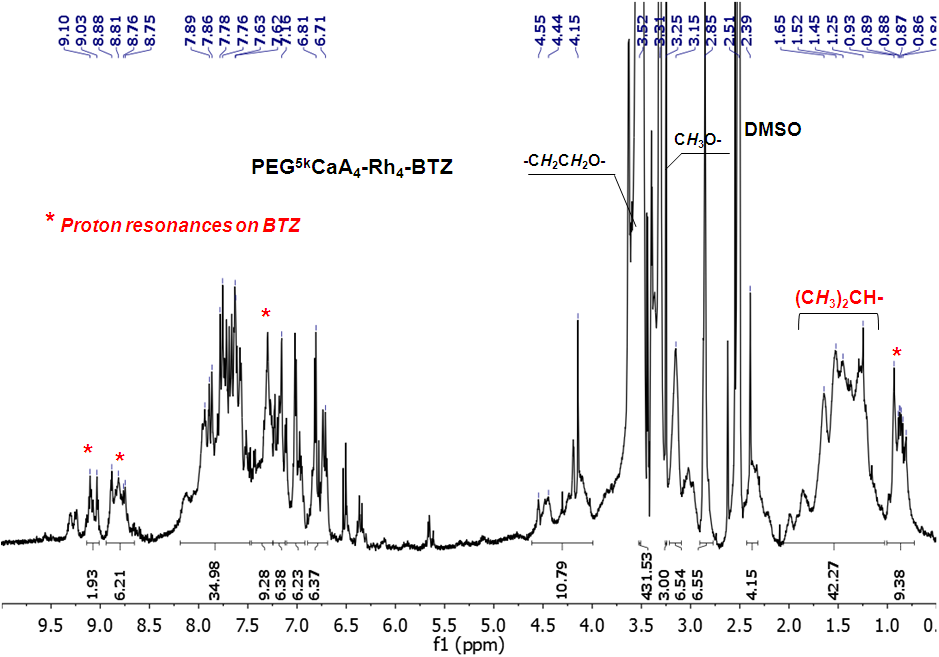 9.10 9.03 8.88 8.81 8.76 8.75 7.89 7.86 7.78 7.76 7.63 7.62 7.16 6.81 6.71 4.55 4.44 4.15 3.52 3.31 3.25 3.15 2.85 2.51 2.39 1.65 1.52 1.45 1.25 0.93 0.89 0.88 0.87 0.86 0.84
DMSO
CH3O-
-CH2CH2O-
PEG5kCaA4-Rh4-BTZ
* Proton resonances on BTZ
(CH3)2CH-
*
*
*
*
1.93 6.21 34.98 9.28 6.38 6.23 6.37 10.79 431.53 3.00 6.54 6.55 4.15 42.27 9.38
9.5 9.0 8.5 8.0 7.5 7.0 6.5 6.0 5.5 5.0 4.5 4.0 3.5 3.0 2.5 2.0 1.5 1.0 0.
f1 (ppm)